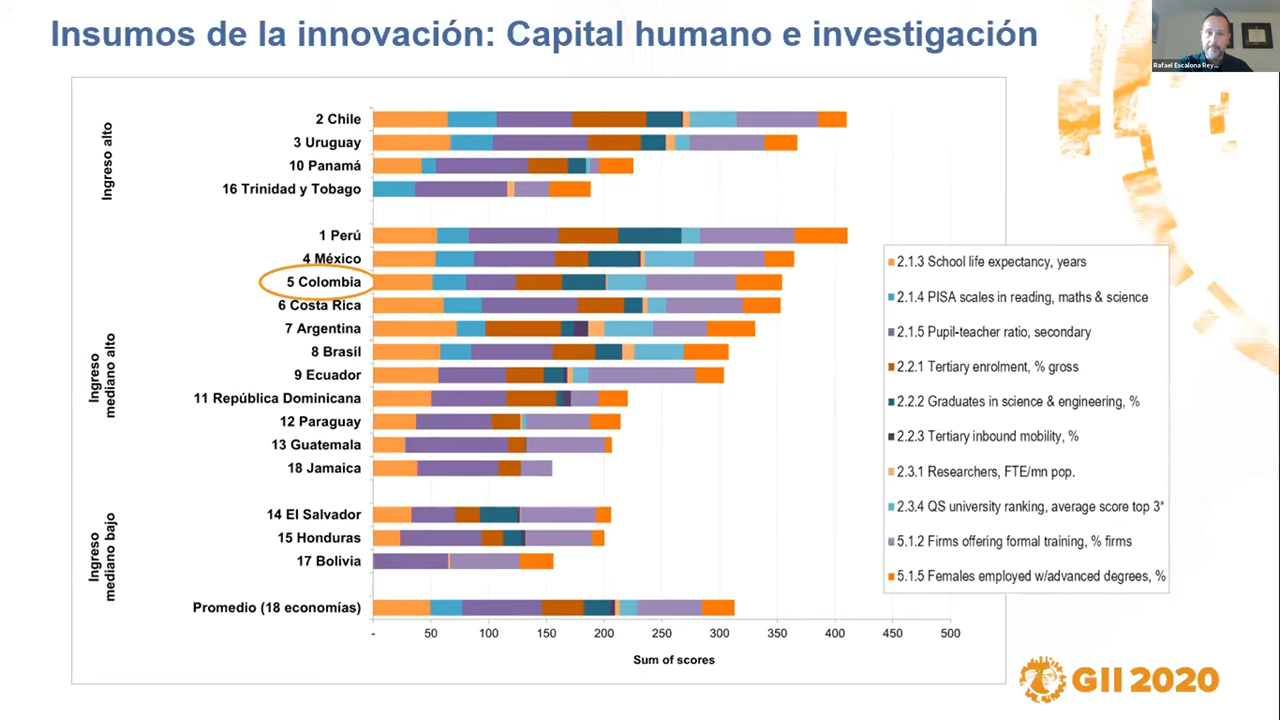 Insumos de la innovación: Capital humano e investigación
Rafael Escalona Rey...
Ingreso alto
2 Chile
3 Uruguay
10 Panamá
16 Trinidad y Tobago
Ingreso
mediano alto
1 Perú
4 México
5 Colombia
6 Costa Rica
7 Argentina
8 Brasil
9 Ecuador
11 República Dominicana
12 Paraguay
13 Guatemala
18 Jamaica
Ingreso
mediano bajo
14 El Salvador
15 Honduras
17 Bolivia
Promedio (18 economías)
- 50 100 150 200 250 300 350 400 450 500
Sum of scores
2.1.3 School life expectancy, years
2.1.4 PISA scales in reading, maths & science
2.1.5 Pupil-teacher ratio, secondary
2.2.1 Tertiary enrolment, % gross
2.2.2 Graduates in science & engineering, %
2.2.3 Tertiary inbound mobility, %
2.3.1 Researchers, FTE/mn pop.
2.3.4 QS university ranking, average score top 3*
5.1.2 Firms offering formal training, % firms
5.1.5 Females employed w/advanced degrees, %
GII 2020